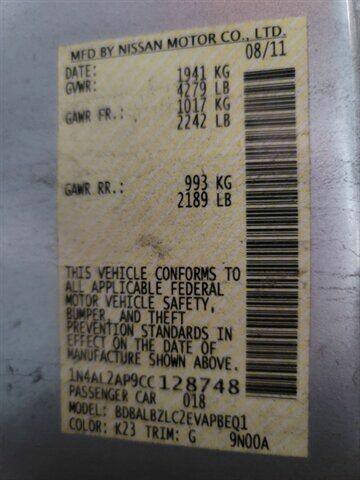 MFD BY NISSAN MOTOR CO., LTD.
DATE: 08/11
GVWR: 1941 KG
4279 LB
GAWR FR.: 1017 KG
2242 LB
GAWR RR.: 993 KG
2189 LB
THIS VEHICLE CONFORMS TO
ALL APPLICABLE FEDERAL
MOTOR VEHICLE SAFETY,
BUMPER, AND THEFT
PREVENTION STANDARDS IN
EFFECT ON THE DATE OF
MANUFACTURE SHOWN ABOVE.
1N4AL2AP9CC128748
PASSENGER CAR 018
MODEL: BDBALBZLC2EVAPBEQ1
COLOR: K23 TRIM: G 9N00A